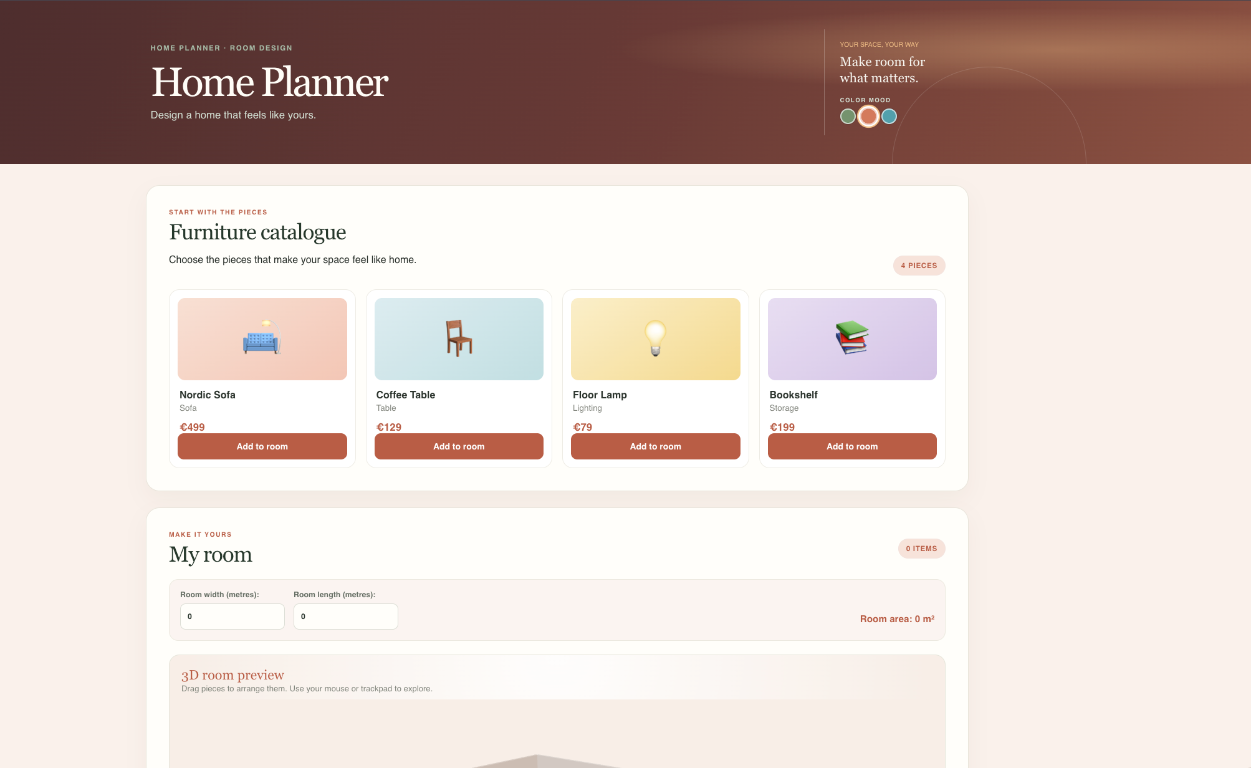 HOME PLANNER · ROOM DESIGN
Home Planner
Design a home that feels like yours.
YOUR SPACE, YOUR WAY
Make room for
what matters.
COLOR MOOD
START WITH THE PIECES
Furniture catalogue
Choose the pieces that make your space feel like home.
4 PIECES
Nordic Sofa
Sofa
€499
Add to room
Coffee Table
Table
€129
Add to room
Floor Lamp
Lighting
€79
Add to room
Bookshelf
Storage
€199
Add to room
MAKE IT YOURS
My room
0 ITEMS
Room width (metres):
0
Room length (metres):
0
Room area: 0 m²
3D room preview
Drag pieces to arrange them. Use your mouse or trackpad to explore.